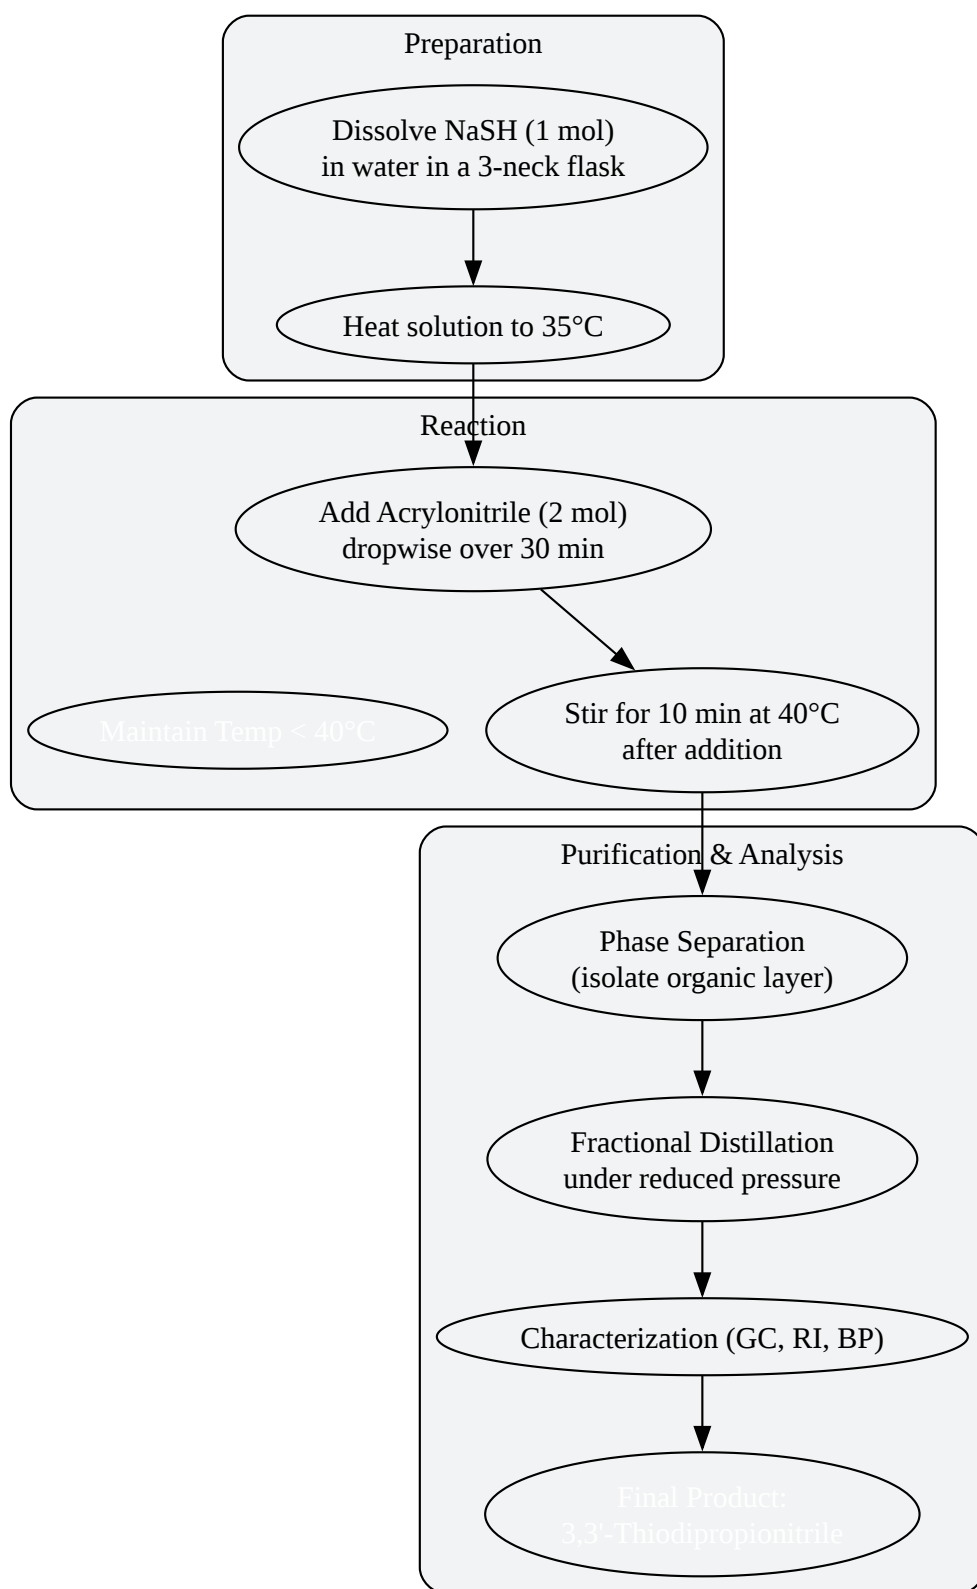 Preparation
Dissolve NaSH (1 mol)
in water in a 3-neck flask
Heat solution to 35°C
Reaction
Add Acrylonitrile (2 mol)
dropwise over 30 min
Maintain Temp < 40°C
Stir for 10 min at 40°C
after addition
Purification & Analysis
Phase Separation
(isolate organic layer)
Fractional Distillation
under reduced pressure
Characterization (GC, RI, BP)
Final Product:
3,3'-Thiodipropionitrile